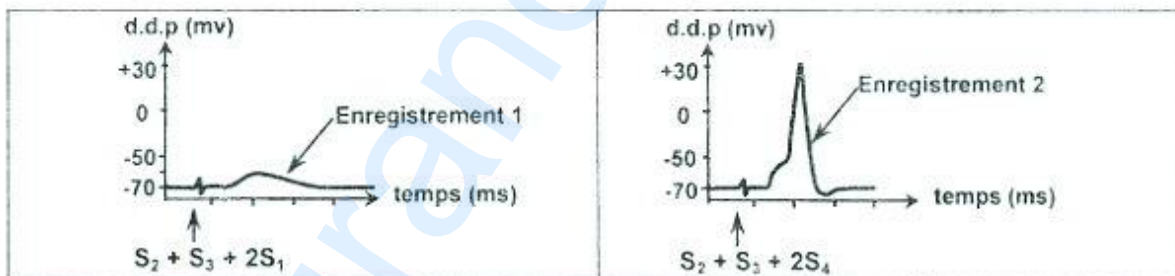 d.d.p (mv)
+30
0
-50
-70
Enregistrement 1
temps (ms)
S₂ + S₃ + 2S₁
d.d.p (mv)
+30
0
-50
-70
Enregistrement 2
temps (ms)
S₂ + S₃ + 2S₄